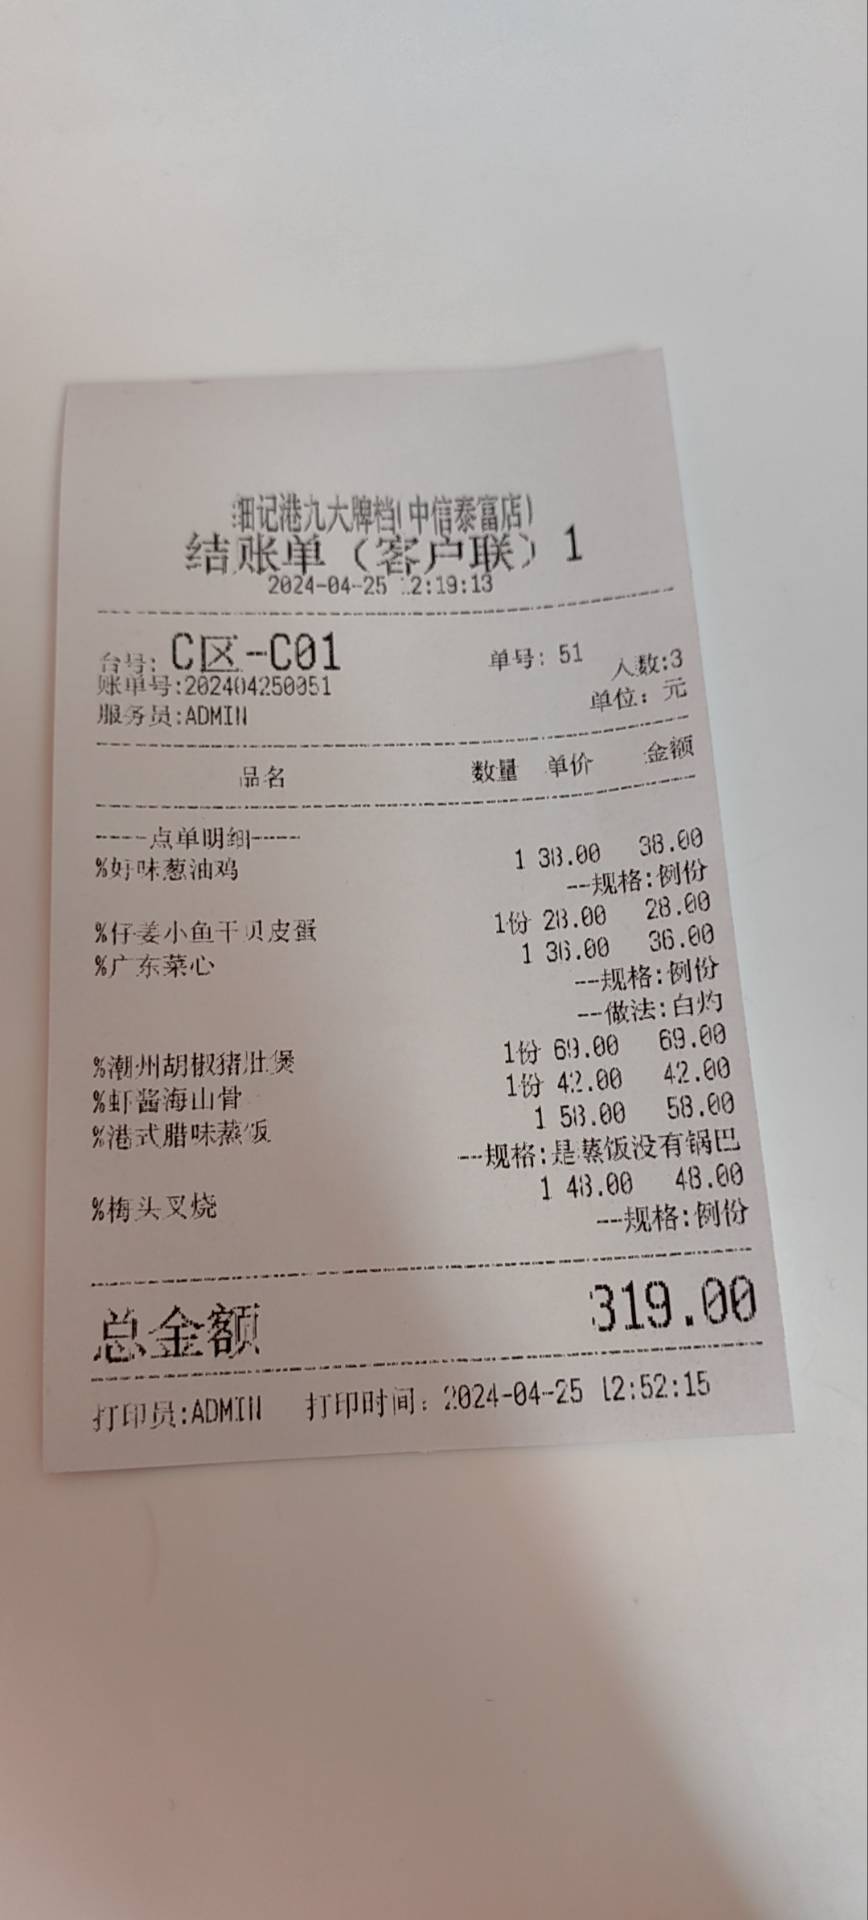 细记港九大牌档(中信泰富店)
结账单（客户联）1
2024-04-25 12:19:13
台号: C区-C01 单号: 51 人数:3
账单号:202404250051 单位: 元
服务员:ADMIN
品名 数量 单价 金额
----点单明细----
%好味葱油鸡 1 38.00 38.00
--规格:例份
%仔姜小鱼干贝皮蛋 1份 28.00 28.00
%广东菜心 1 36.00 36.00
--规格:例份
--做法:白灼
%潮州胡椒猪肚煲 1份 69.00 69.00
%虾酱海山骨 1份 42.00 42.00
%港式腊味蒸饭 1 58.00 58.00
--规格:是蒸饭没有锅巴
%梅头叉烧 1 48.00 48.00
--规格:例份
总金额 319.00
打印员:ADMIN 打印时间: 2024-04-25 12:52:15